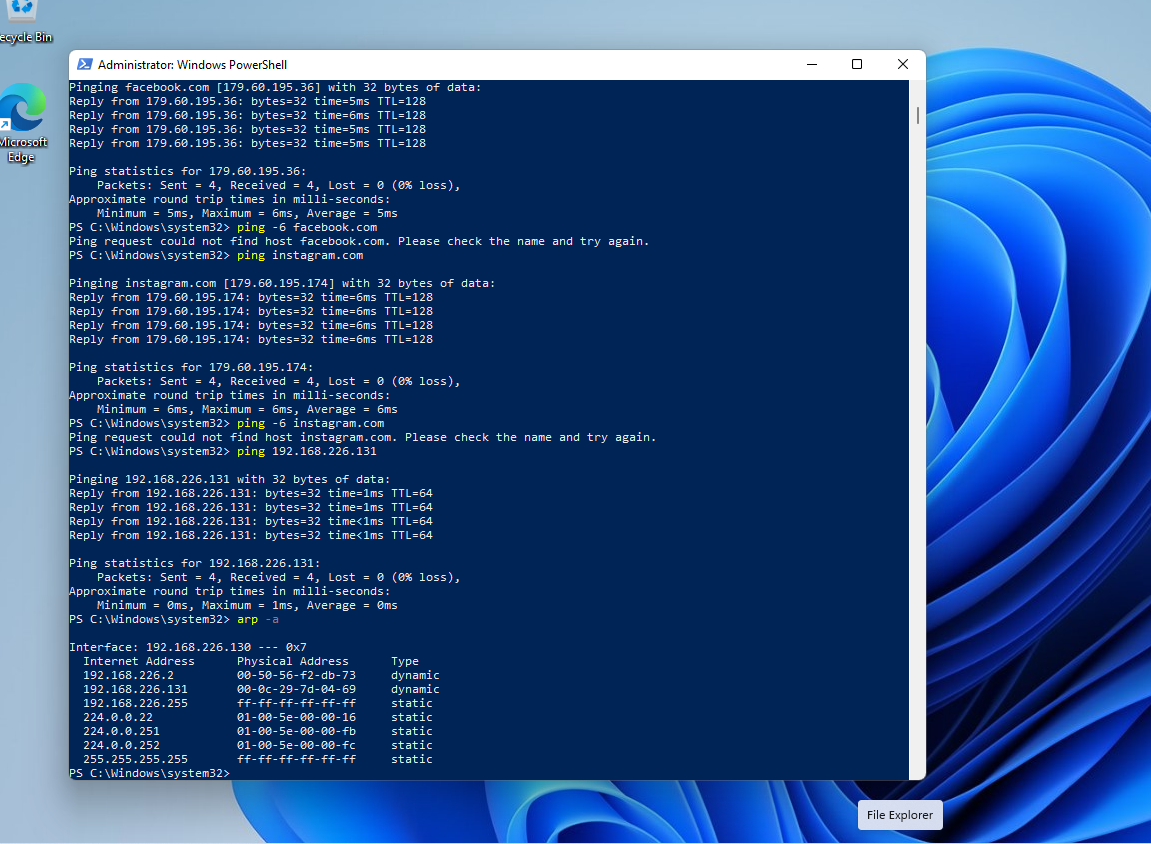 ecycle Bin
Microsoft
Edge
Administrator: Windows PowerShell
Pinging facebook.com [179.60.195.36] with 32 bytes of data:
Reply from 179.60.195.36: bytes=32 time=5ms TTL=128
Reply from 179.60.195.36: bytes=32 time=6ms TTL=128
Reply from 179.60.195.36: bytes=32 time=5ms TTL=128
Reply from 179.60.195.36: bytes=32 time=5ms TTL=128
Ping statistics for 179.60.195.36:
    Packets: Sent = 4, Received = 4, Lost = 0 (0% loss),
Approximate round trip times in milli-seconds:
    Minimum = 5ms, Maximum = 6ms, Average = 5ms
PS C:\Windows\system32> ping -6 facebook.com
Ping request could not find host facebook.com. Please check the name and try again.
PS C:\Windows\system32> ping instagram.com
Pinging instagram.com [179.60.195.174] with 32 bytes of data:
Reply from 179.60.195.174: bytes=32 time=6ms TTL=128
Reply from 179.60.195.174: bytes=32 time=6ms TTL=128
Reply from 179.60.195.174: bytes=32 time=6ms TTL=128
Reply from 179.60.195.174: bytes=32 time=6ms TTL=128
Ping statistics for 179.60.195.174:
    Packets: Sent = 4, Received = 4, Lost = 0 (0% loss),
Approximate round trip times in milli-seconds:
    Minimum = 6ms, Maximum = 6ms, Average = 6ms
PS C:\Windows\system32> ping -6 instagram.com
Ping request could not find host instagram.com. Please check the name and try again.
PS C:\Windows\system32> ping 192.168.226.131
Pinging 192.168.226.131 with 32 bytes of data:
Reply from 192.168.226.131: bytes=32 time=1ms TTL=64
Reply from 192.168.226.131: bytes=32 time=1ms TTL=64
Reply from 192.168.226.131: bytes=32 time<1ms TTL=64
Reply from 192.168.226.131: bytes=32 time<1ms TTL=64
Ping statistics for 192.168.226.131:
    Packets: Sent = 4, Received = 4, Lost = 0 (0% loss),
Approximate round trip times in milli-seconds:
    Minimum = 0ms, Maximum = 1ms, Average = 0ms
PS C:\Windows\system32> arp -a
Interface: 192.168.226.130 --- 0x7
  Internet Address      Physical Address      Type
  192.168.226.2         00-50-56-f2-db-73     dynamic
  192.168.226.131       00-0c-29-7d-04-69     dynamic
  192.168.226.255       ff-ff-ff-ff-ff-ff     static
  224.0.0.22            01-00-5e-00-00-16     static
  224.0.0.251           01-00-5e-00-00-fb     static
  224.0.0.252           01-00-5e-00-00-fc     static
  255.255.255.255       ff-ff-ff-ff-ff-ff     static
PS C:\Windows\system32>
File Explorer